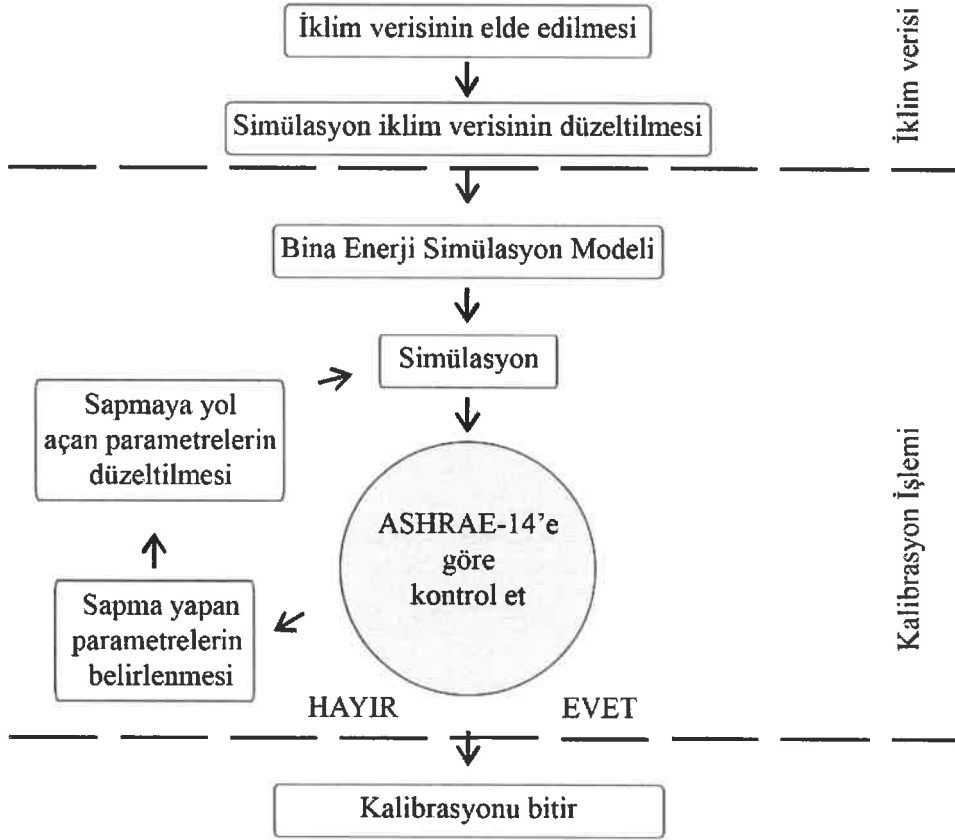 İklim verisinin elde edilmesi
Simülasyon iklim verisinin düzeltilmesi
İklim verisi
Bina Enerji Simülasyon Modeli
Simülasyon
Sapmaya yol
açan parametrelerin
düzeltilmesi
ASHRAE-14'e
göre
kontrol et
Sapma yapan
parametrelerin
belirlenmesi
HAYIR
EVET
Kalibrasyon İşlemi
Kalibrasyonu bitir